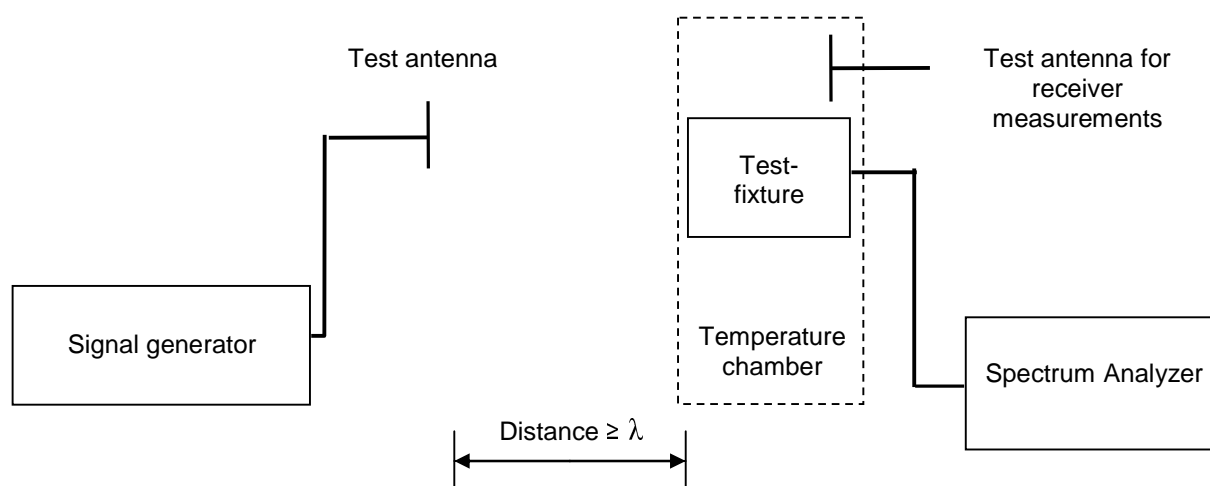 Test antenna
Test antenna for
receiver
measurements
Test-
fixture
Signal generator
Temperature
chamber
Spectrum Analyzer
Distance ≥ λ